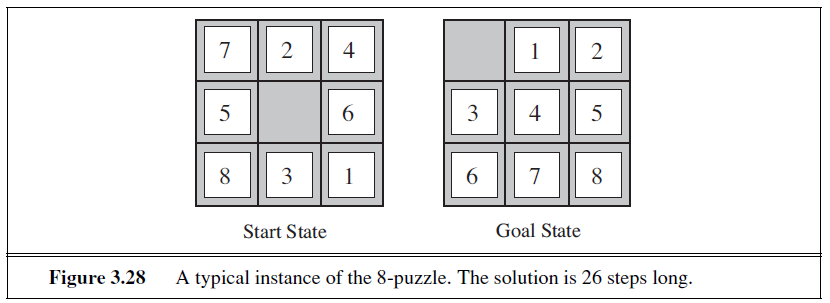 7 2 4 1 2
5 6 3 4 5
8 3 1 6 7 8
Start State Goal State
Figure 3.28 A typical instance of the 8-puzzle. The solution is 26 steps long.